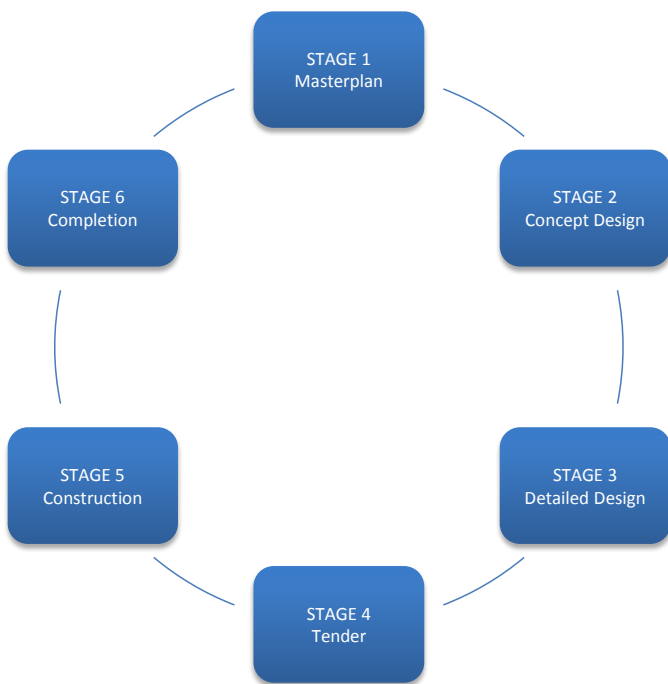 STAGE 1
Masterplan
STAGE 2
Concept Design
STAGE 3
Detailed Design
STAGE 4
Tender
STAGE 5
Construction
STAGE 6
Completion